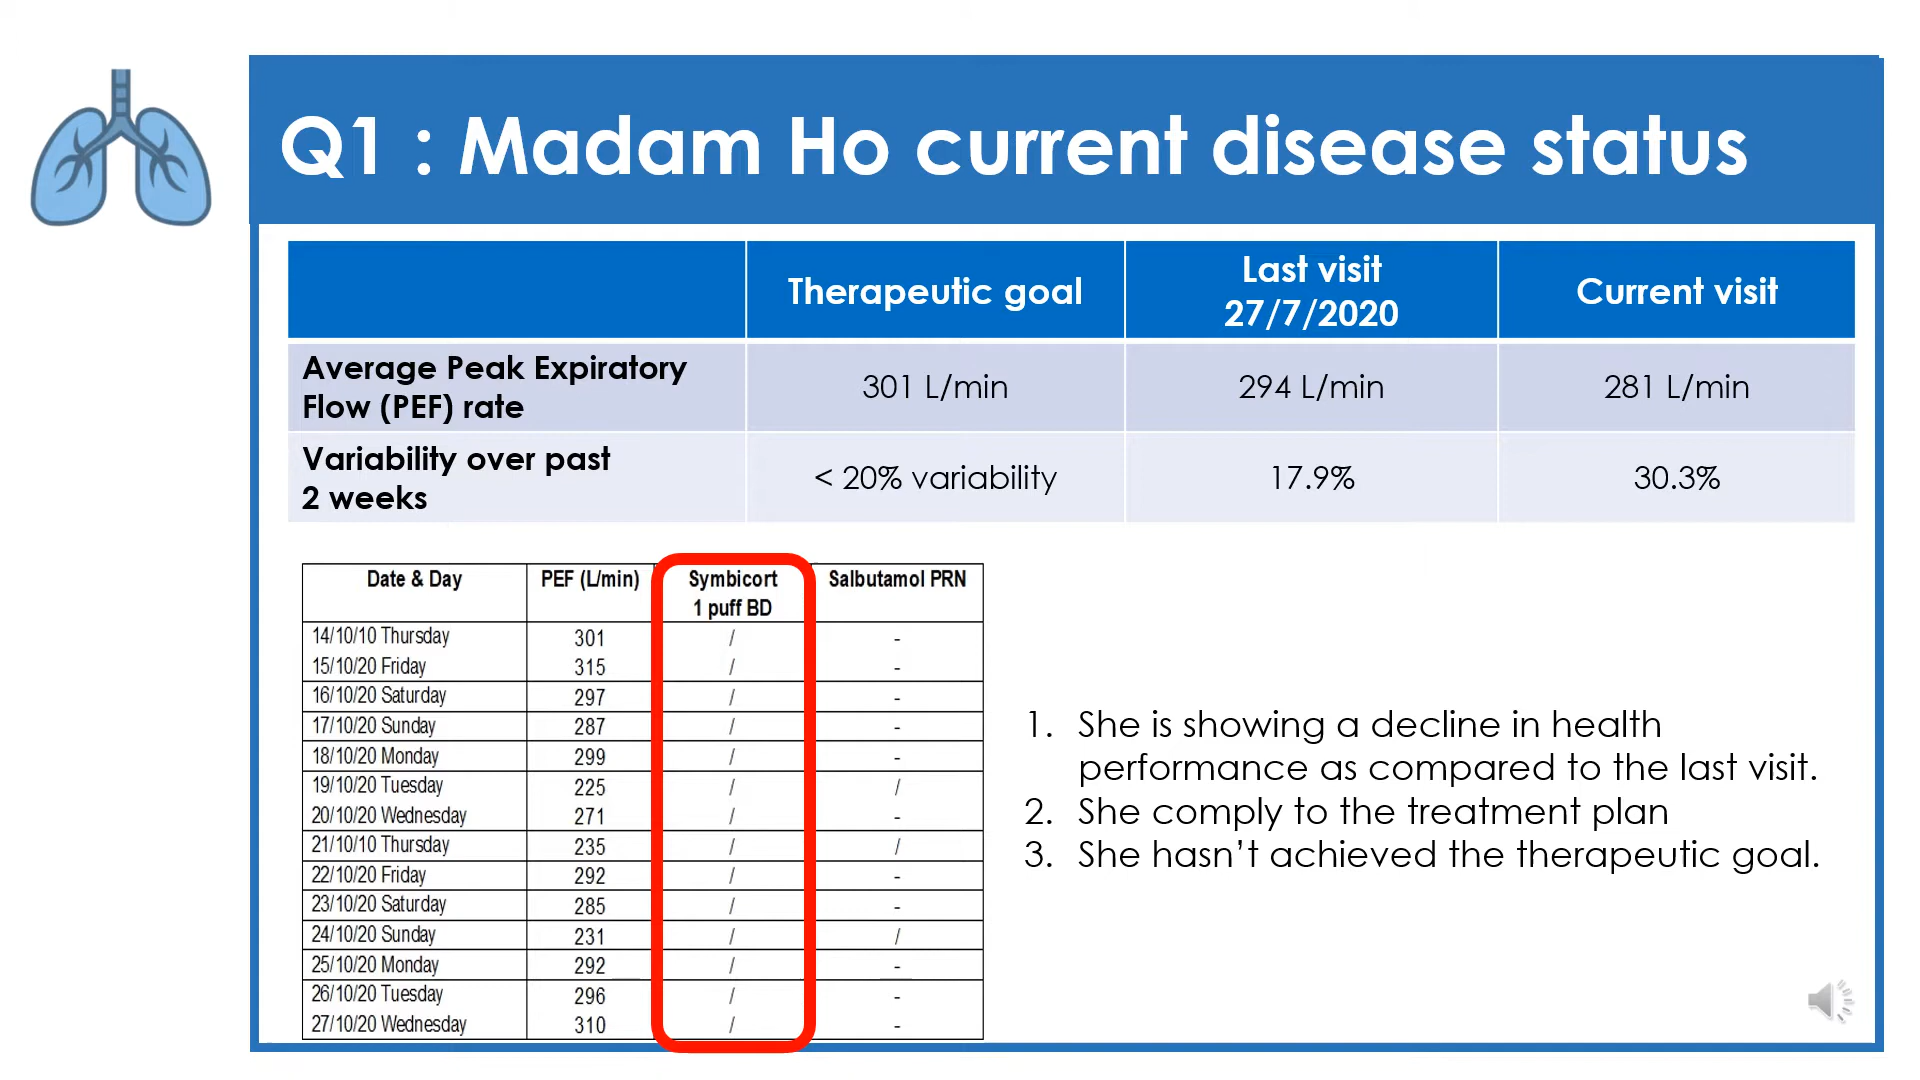 Q1 : Madam Ho current disease status
Therapeutic goal
Last visit
27/7/2020
Current visit
Average Peak Expiratory
Flow (PEF) rate
301 L/min
294 L/min
281 L/min
Variability over past
2 weeks
< 20% variability
17.9%
30.3%
Date & Day PEF (L/min) Symbicort Salbutamol PRN
1 puff BD
14/10/10 Thursday 301 / -
15/10/20 Friday 315 / -
16/10/20 Saturday 297 / -
17/10/20 Sunday 287 / -
18/10/20 Monday 299 / -
19/10/20 Tuesday 225 / /
20/10/20 Wednesday 271 / -
21/10/10 Thursday 235 / /
22/10/20 Friday 292 / -
23/10/20 Saturday 285 / -
24/10/20 Sunday 231 / /
25/10/20 Monday 292 / -
26/10/20 Tuesday 296 / -
27/10/20 Wednesday 310 / -
1. She is showing a decline in health
performance as compared to the last visit.
2. She comply to the treatment plan
3. She hasn't achieved the therapeutic goal.